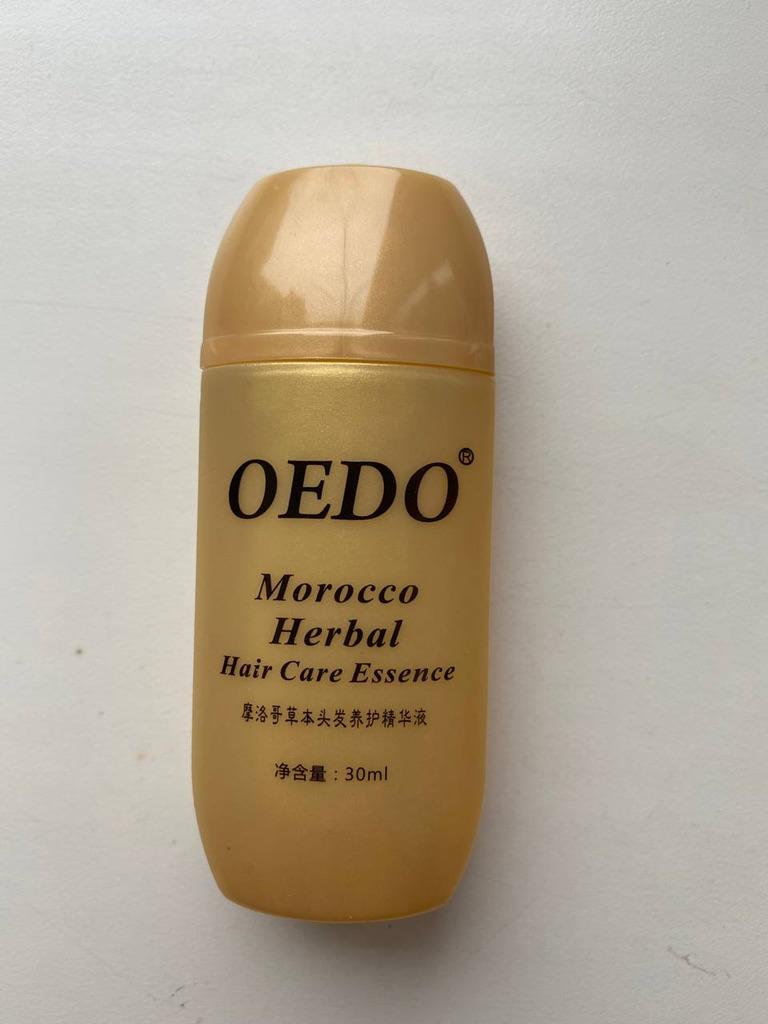 OEDO®
Morocco
Herbal
Hair Care Essence
摩洛哥草本头发养护精华液
净含量：30ml